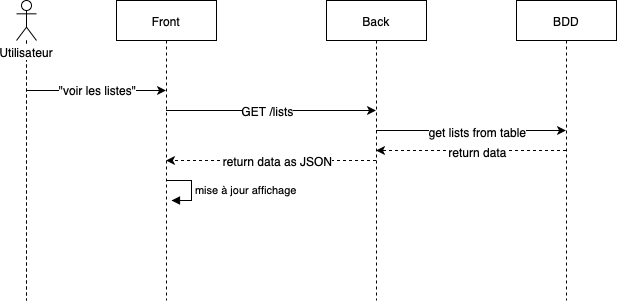 Front
Back
BDD
Utilisateur
"voir les listes"
GET /lists
get lists from table
return data
return data as JSON
mise à jour affichage